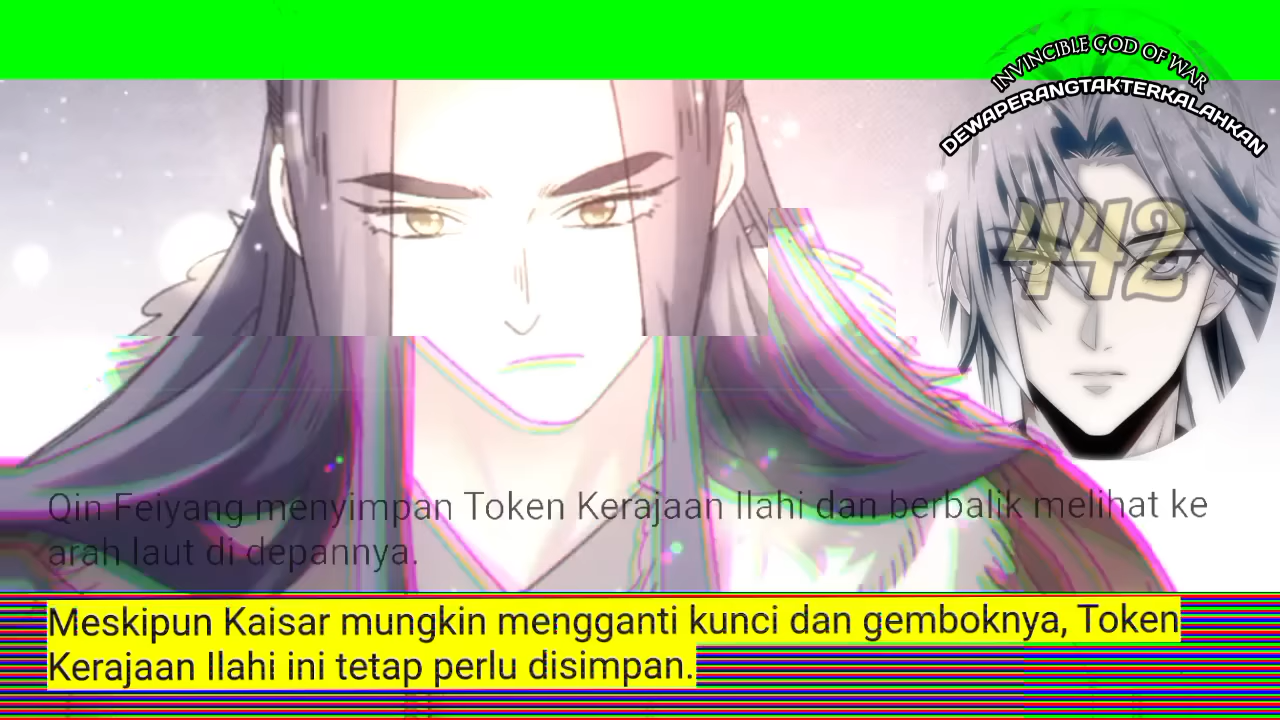 INVINCIBLE GOD OF WAR
DEWAPERANGTAKTERKALAHKAN
442
Qin Feiyang menyimpan Token Kerajaan Ilahi dan berbalik melihat ke
arah laut di depannya.
Meskipun Kaisar mungkin mengganti kunci dan gemboknya, Token
Kerajaan Ilahi ini tetap perlu disimpan.